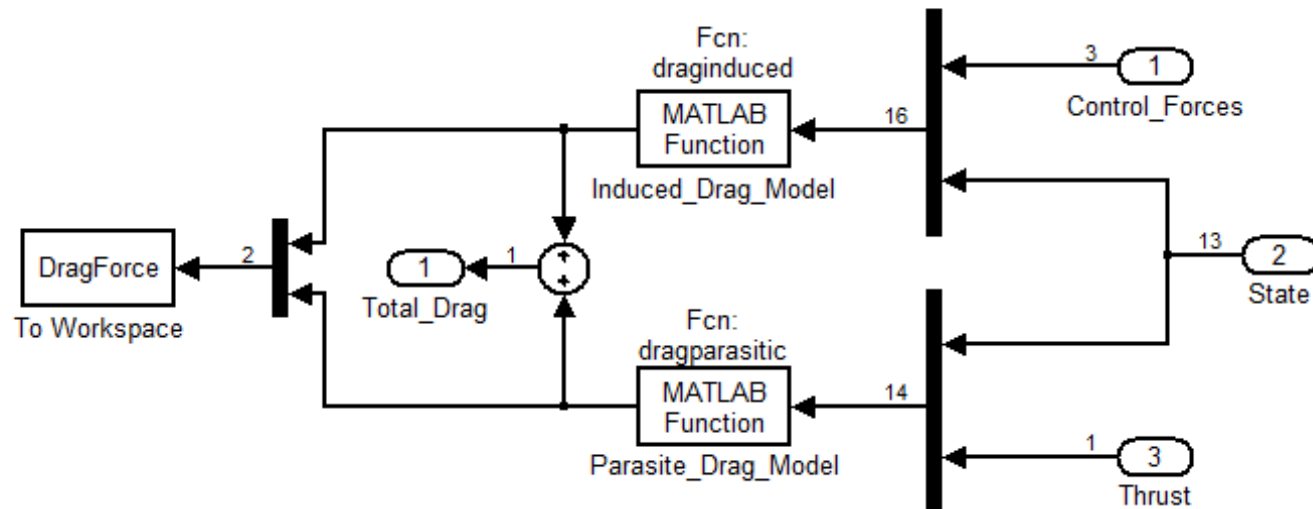 Fcn:
draginduced
MATLAB
Function
Induced_Drag_Model
16
3
1
Control_Forces
13
2
State
DragForce
To Workspace
2
1
Total_Drag
1
+
+
Fcn:
dragparasitic
MATLAB
Function
Parasite_Drag_Model
14
1
3
Thrust